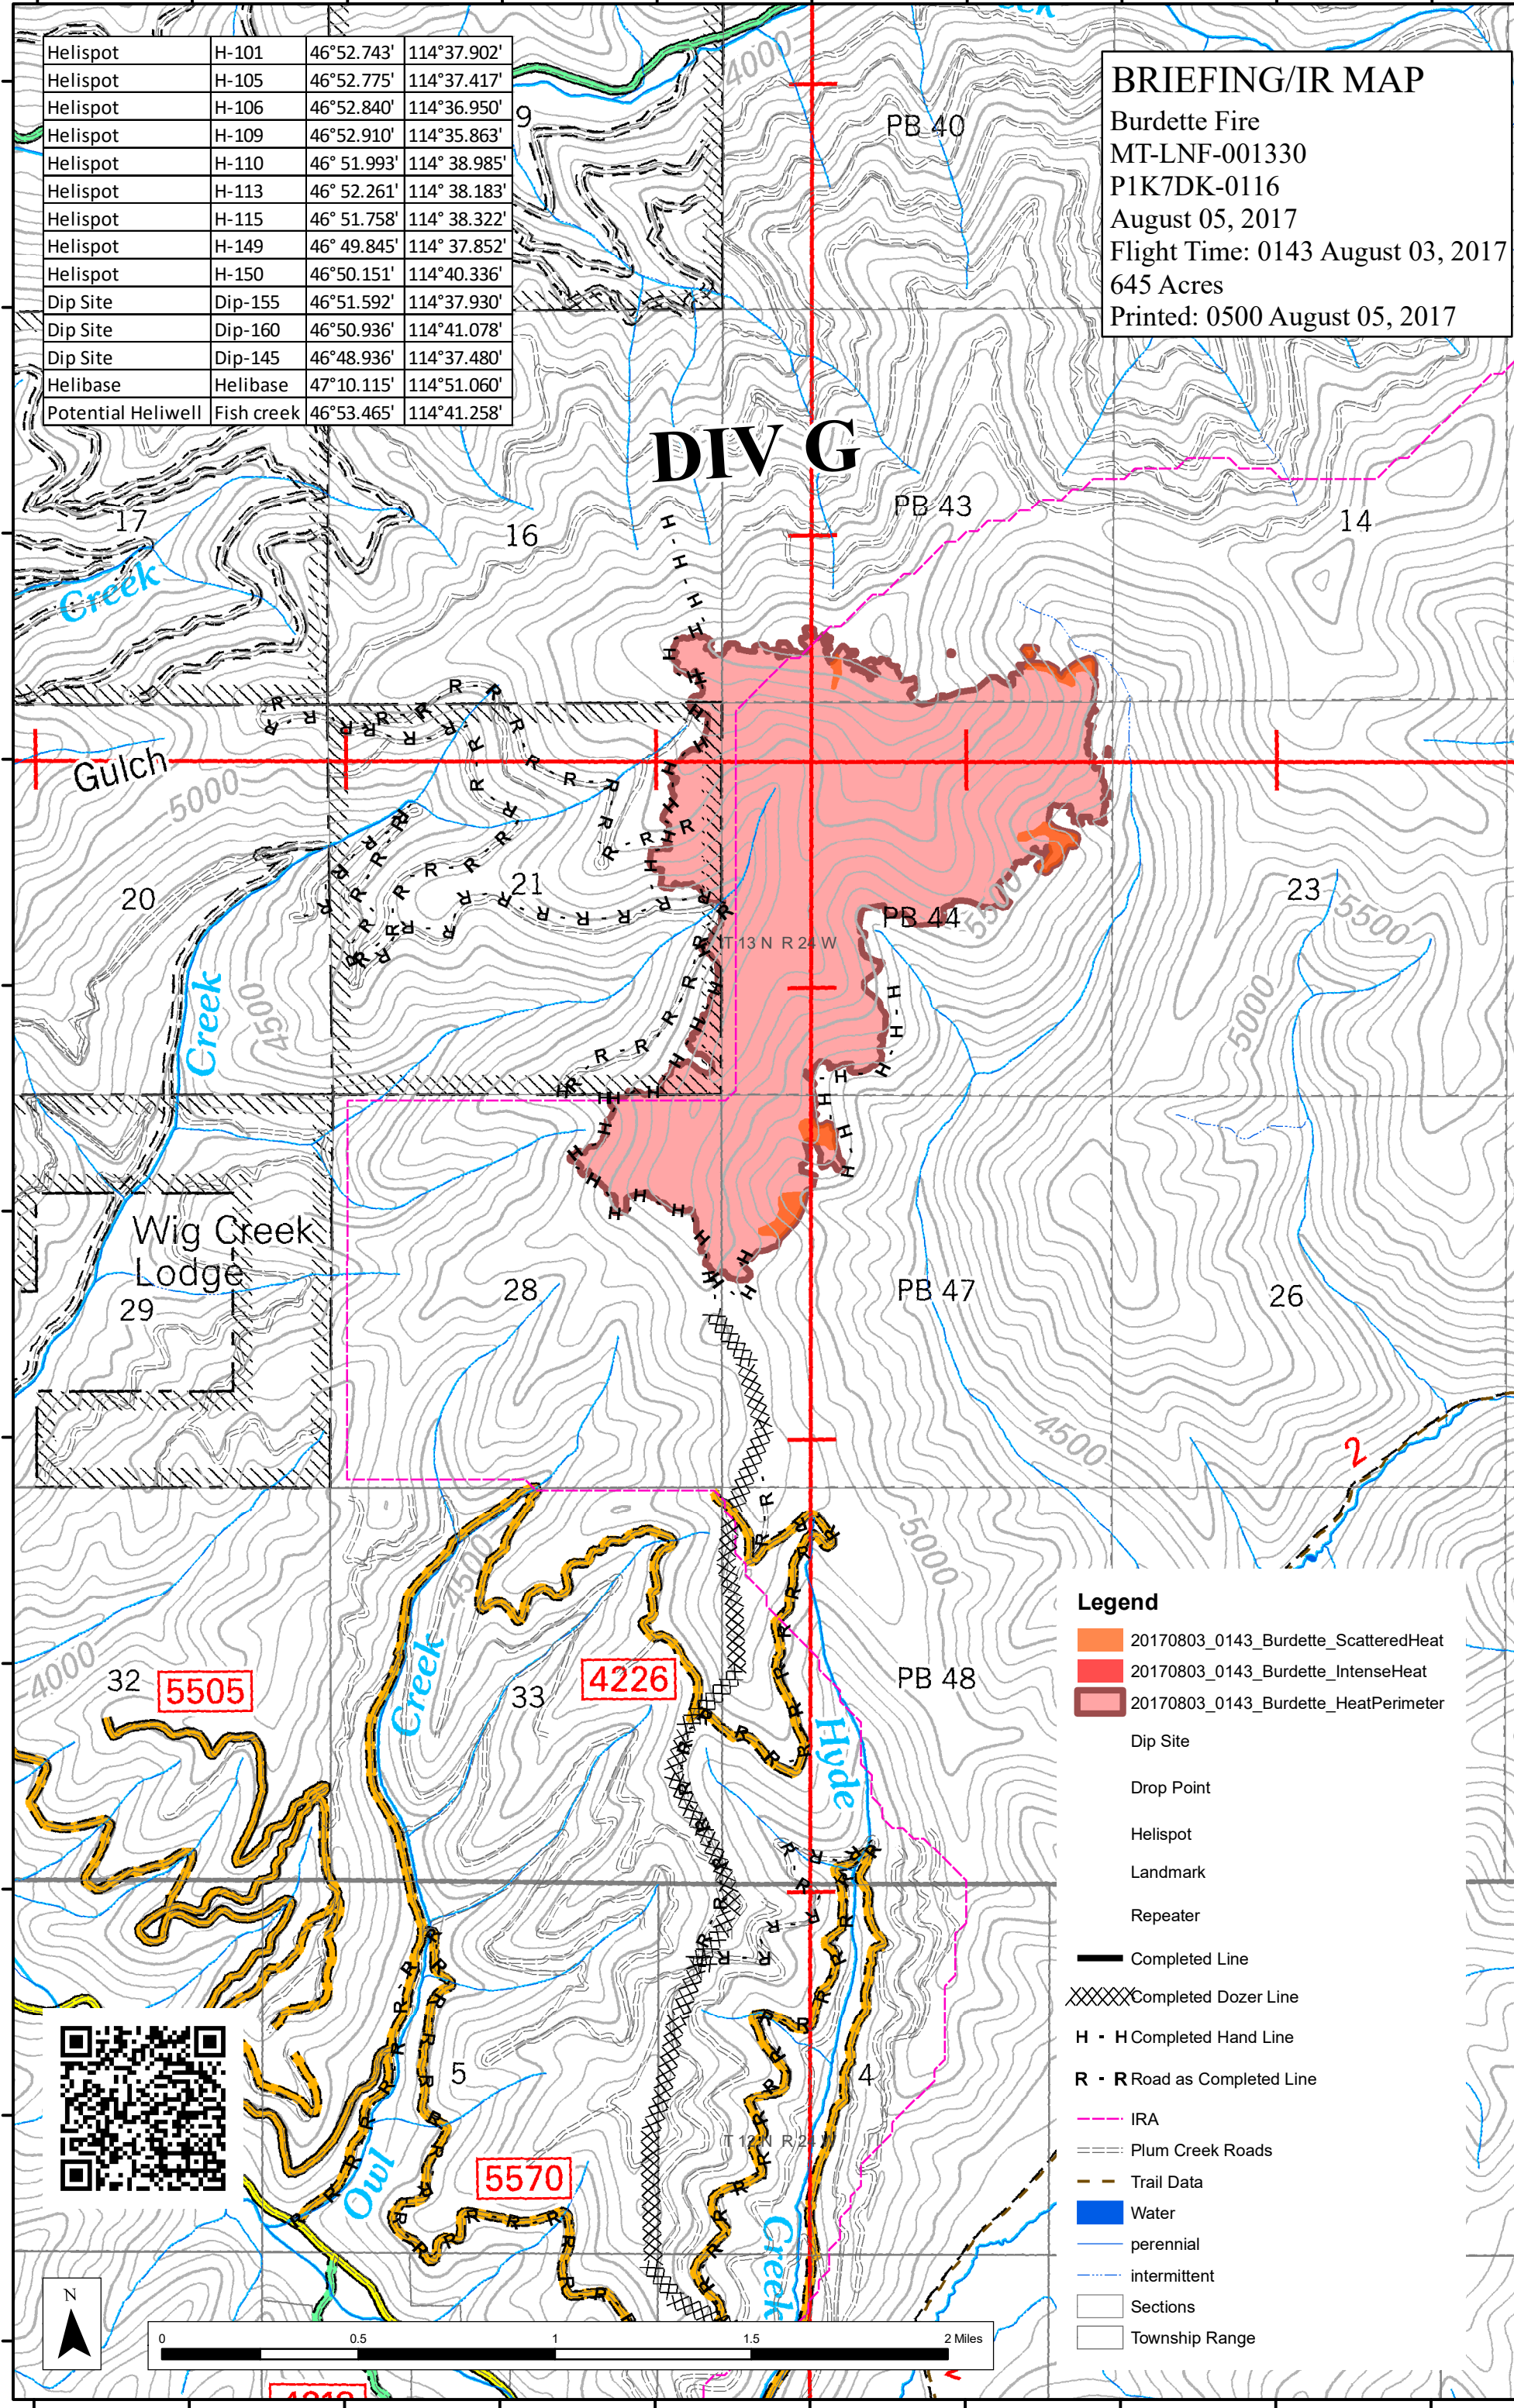 Helispot H-101 46°52.743' 114°37.902'
Helispot H-105 46°52.775' 114°37.417'
Helispot H-106 46°52.840' 114°36.950'
Helispot H-109 46°52.910' 114°35.863'
Helispot H-110 46° 51.993' 114° 38.985'
Helispot H-113 46° 52.261' 114° 38.183'
Helispot H-115 46° 51.758' 114° 38.322'
Helispot H-149 46° 49.845' 114° 37.852'
Helispot H-150 46°50.151' 114°40.336'
Dip Site Dip-155 46°51.592' 114°37.930'
Dip Site Dip-160 46°50.936' 114°41.078'
Dip Site Dip-145 46°48.936' 114°37.480'
Helibase Helibase 47°10.115' 114°51.060'
Potential Heliwell Fish creek 46°53.465' 114°41.258'
BRIEFING/IR MAP
Burdette Fire
MT-LNF-001330
P1K7DK-0116
August 05, 2017
Flight Time: 0143 August 03, 2017
645 Acres
Printed: 0500 August 05, 2017
4000
9
PB 40
DIV G
PB 43
17
16
14
Creek
Gulch
5000
20
21
23
PB 44
5500
5500
T 13 N R 24 W
Creek
4500
5000
Wig Creek
Lodge
29
28
PB 47
26
4500
2
4500
5000
4000
32
5505
Creek
33
4226
PB 48
Hyde
5
4
T 12 N R 24 W
Owl
5570
Creek
2
Legend
20170803_0143_Burdette_ScatteredHeat
20170803_0143_Burdette_IntenseHeat
20170803_0143_Burdette_HeatPerimeter
Dip Site
Drop Point
Helispot
Landmark
Repeater
Completed Line
Completed Dozer Line
H - H Completed Hand Line
R - R Road as Completed Line
IRA
Plum Creek Roads
Trail Data
Water
perennial
intermittent
Sections
Township Range
N
0 0.5 1 1.5 2 Miles